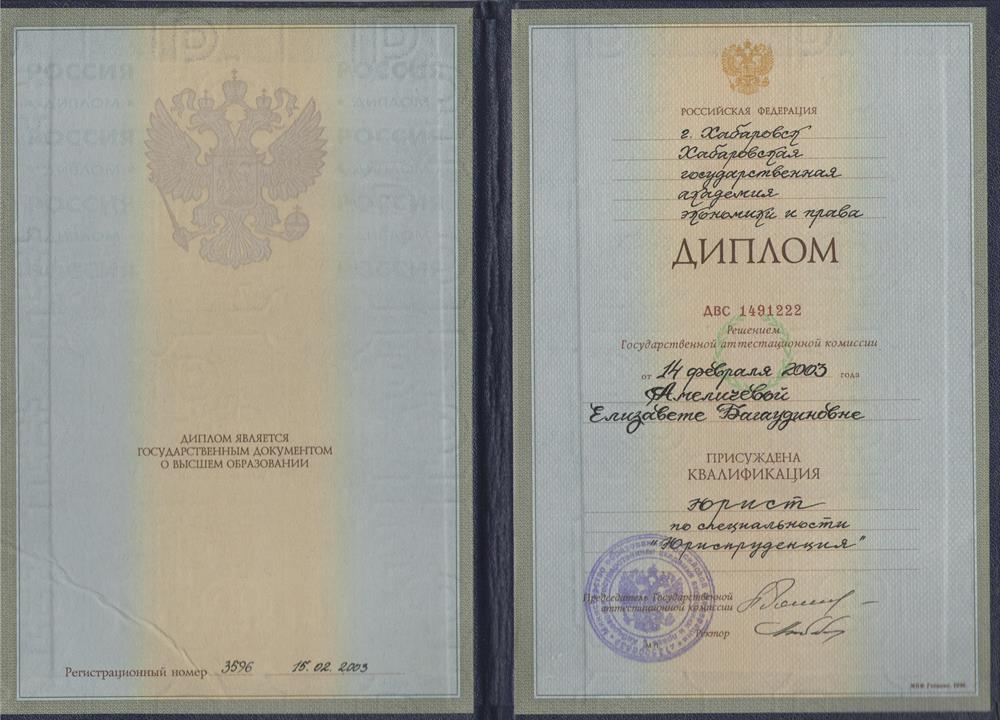 ДИПЛОМ ЯВЛЯЕТСЯ
ГОСУДАРСТВЕННЫМ ДОКУМЕНТОМ
О ВЫСШЕМ ОБРАЗОВАНИИ
Регистрационный номер 3596 15.02.2003
РОССИЙСКАЯ ФЕДЕРАЦИЯ
г. Хабаровск
Хабаровская
государственная
академия
экономики и права
ДИПЛОМ
ДВС 1491222
Решением
Государственной аттестационной комиссии
от 14 февраля 2003 года
Амеличевой
Елизавете Багаудиновне
ПРИСУЖДЕНА
КВАЛИФИКАЦИЯ
юрист
по специальности
"Юриспруденция"
Председатель Государственной
аттестационной комиссии
Ректор